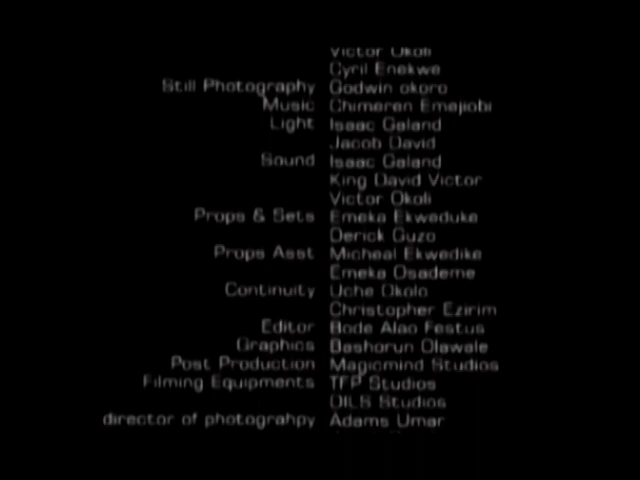 Victor Okoli
Cyril Enekwe
Still Photography Godwin okoro
Music Chimeren Emejiobi
Light Isaac Galand
Jacob David
Sound Isaac Galand
King David Victor
Victor Okoli
Props & Sets Emeka Ekweduke
Derick Guzo
Props Asst Micheal Ekwedike
Emeka Osademe
Continuity Uche Okolo
Christopher Ezirim
Editor Bode Alao Festus
Graphics Bashorun Olawale
Post Production Magicmind Studios
Filming Equipments TFP Studios
OILS Studios
director of photograhpy Adams Umar